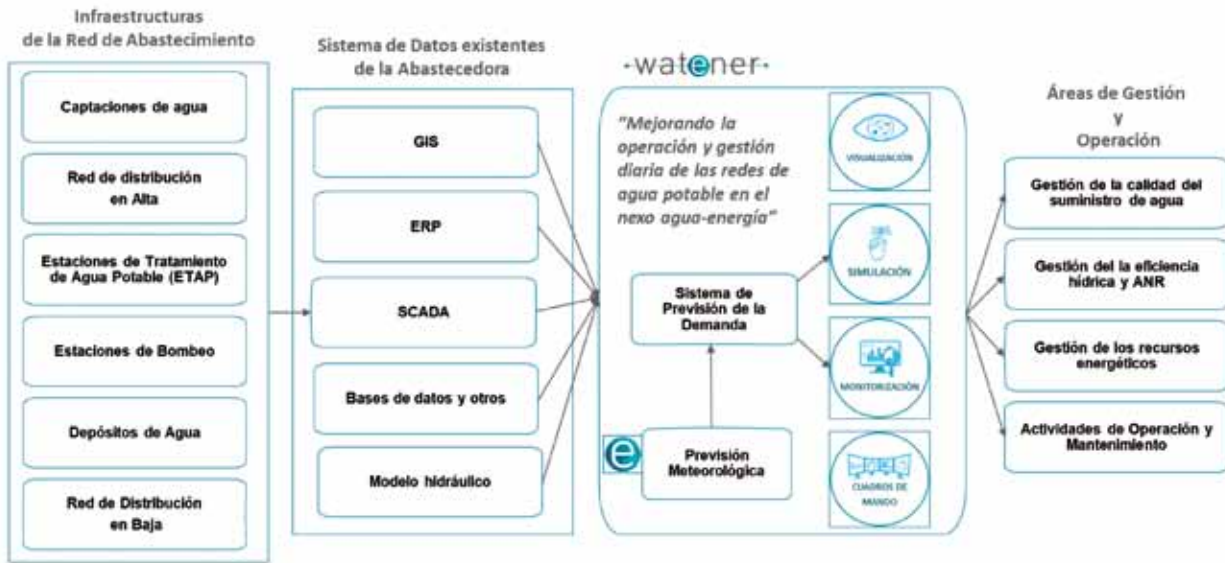 Infraestructuras
de la Red de Abastecimiento
Captaciones de agua
Red de distribución
en Alta
Estaciones de Tratamiento
de Agua Potable (ETAP)
Estaciones de Bombeo
Depósitos de Agua
Red de Distribución
en Baja
Sistema de Datos existentes
de la Abastecedora
GIS
ERP
SCADA
Bases de datos y otros
Modelo hidráulico
·watener·
"Mejorando la
operación y gestión
diaria de las redes de
agua potable en el
nexo agua-energía"
Sistema de
Previsión de la
Demanda
e
Previsión
Meteorológica
VISUALIZACIÓN
SIMULACIÓN
MONITORIZACIÓN
CUADROS DE
MANDO
Áreas de Gestión
y
Operación
Gestión de la calidad del
suministro de agua
Gestión del la eficiencia
hídrica y ANR
Gestión de los recursos
energéticos
Actividades de Operación y
Mantenimiento